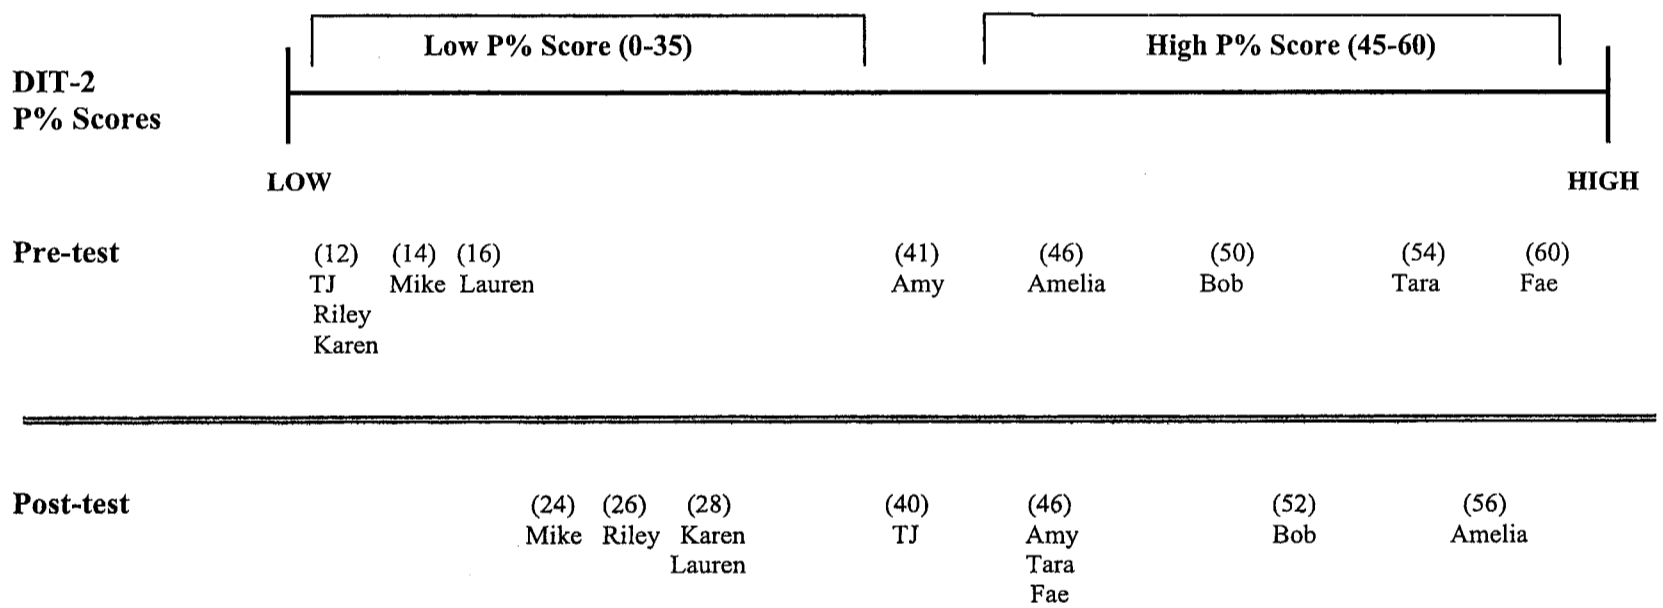 Low P% Score (0-35) High P% Score (45-60)
DIT-2
P% Scores
LOW HIGH
Pre-test (12) (14) (16) (41) (46) (50) (54) (60)
TJ Mike Lauren Amy Amelia Bob Tara Fae
Riley
Karen
Post-test (24) (26) (28) (40) (46) (52) (56)
Mike Riley Karen TJ Amy Bob Amelia
Lauren Tara
Fae